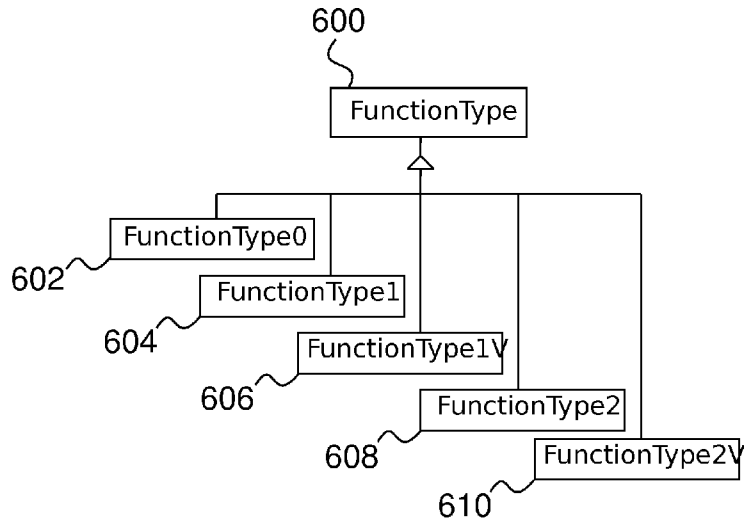 600
FunctionType
FunctionType0
602
FunctionType1
604
FunctionType1V
606
FunctionType2
608
FunctionType2V
610